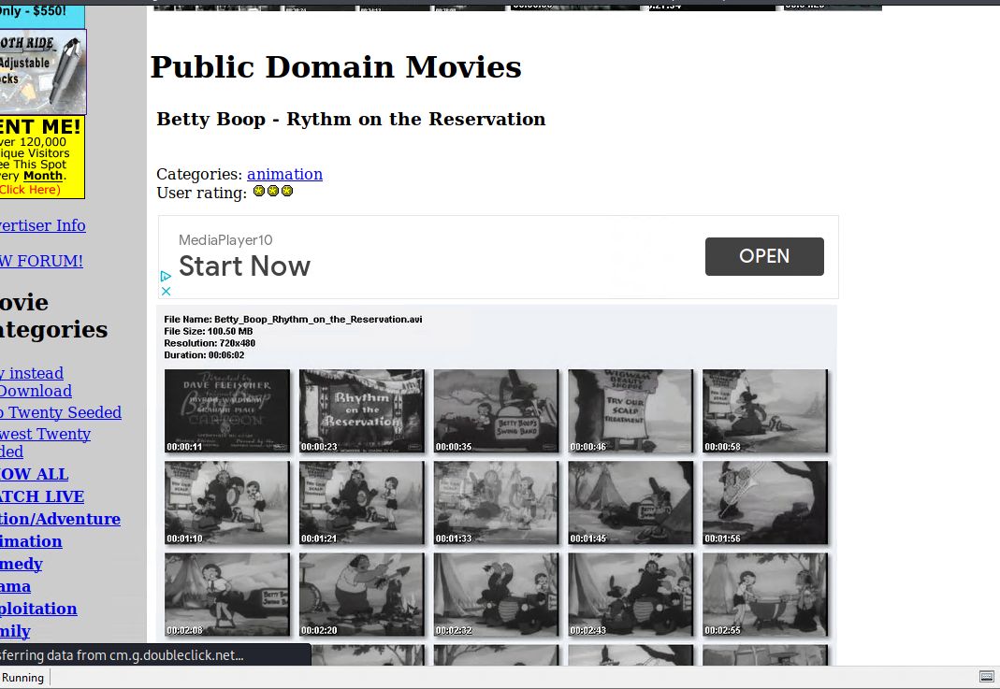 Only - $550!
OTH RIDE
Adjustable
cks
ENT ME!
ver 120,000
ique Visitors
ee This Spot
very Month.
Click Here)
vertiser Info
W FORUM!
ovie
ategories
y instead
Download
p Twenty Seeded
west Twenty
ded
OW ALL
ATCH LIVE
tion/Adventure
imation
medy
ama
ploitation
mily
Public Domain Movies
Betty Boop - Rythm on the Reservation
Categories: animation
User rating:
MediaPlayer10
Start Now
OPEN
File Name: Betty_Boop_Rhythm_on_the_Reservation.avi
File Size: 100.50 MB
Resolution: 720x480
Duration: 00:06:02
Directed by
DAVE FLEISCHER
Betty Boop
CARTOON
00:00:11
Rhythm
on the
Reservation
00:00:23
BETTY BOOP'S
SWING BAND
00:00:35
WIGWAM
BEAUTY
SHOPPE
TRY OUR
SCALP
TREATMENT
00:00:46
TRY OUR
SCALP
00:00:58
00:01:10
00:01:21
00:01:33
00:01:45
00:01:56
BETTY BOOP'S
SWING BAND
00:02:08
00:02:20
00:02:32
00:02:43
00:02:55
sferring data from cm.g.doubleclick.net...
Running